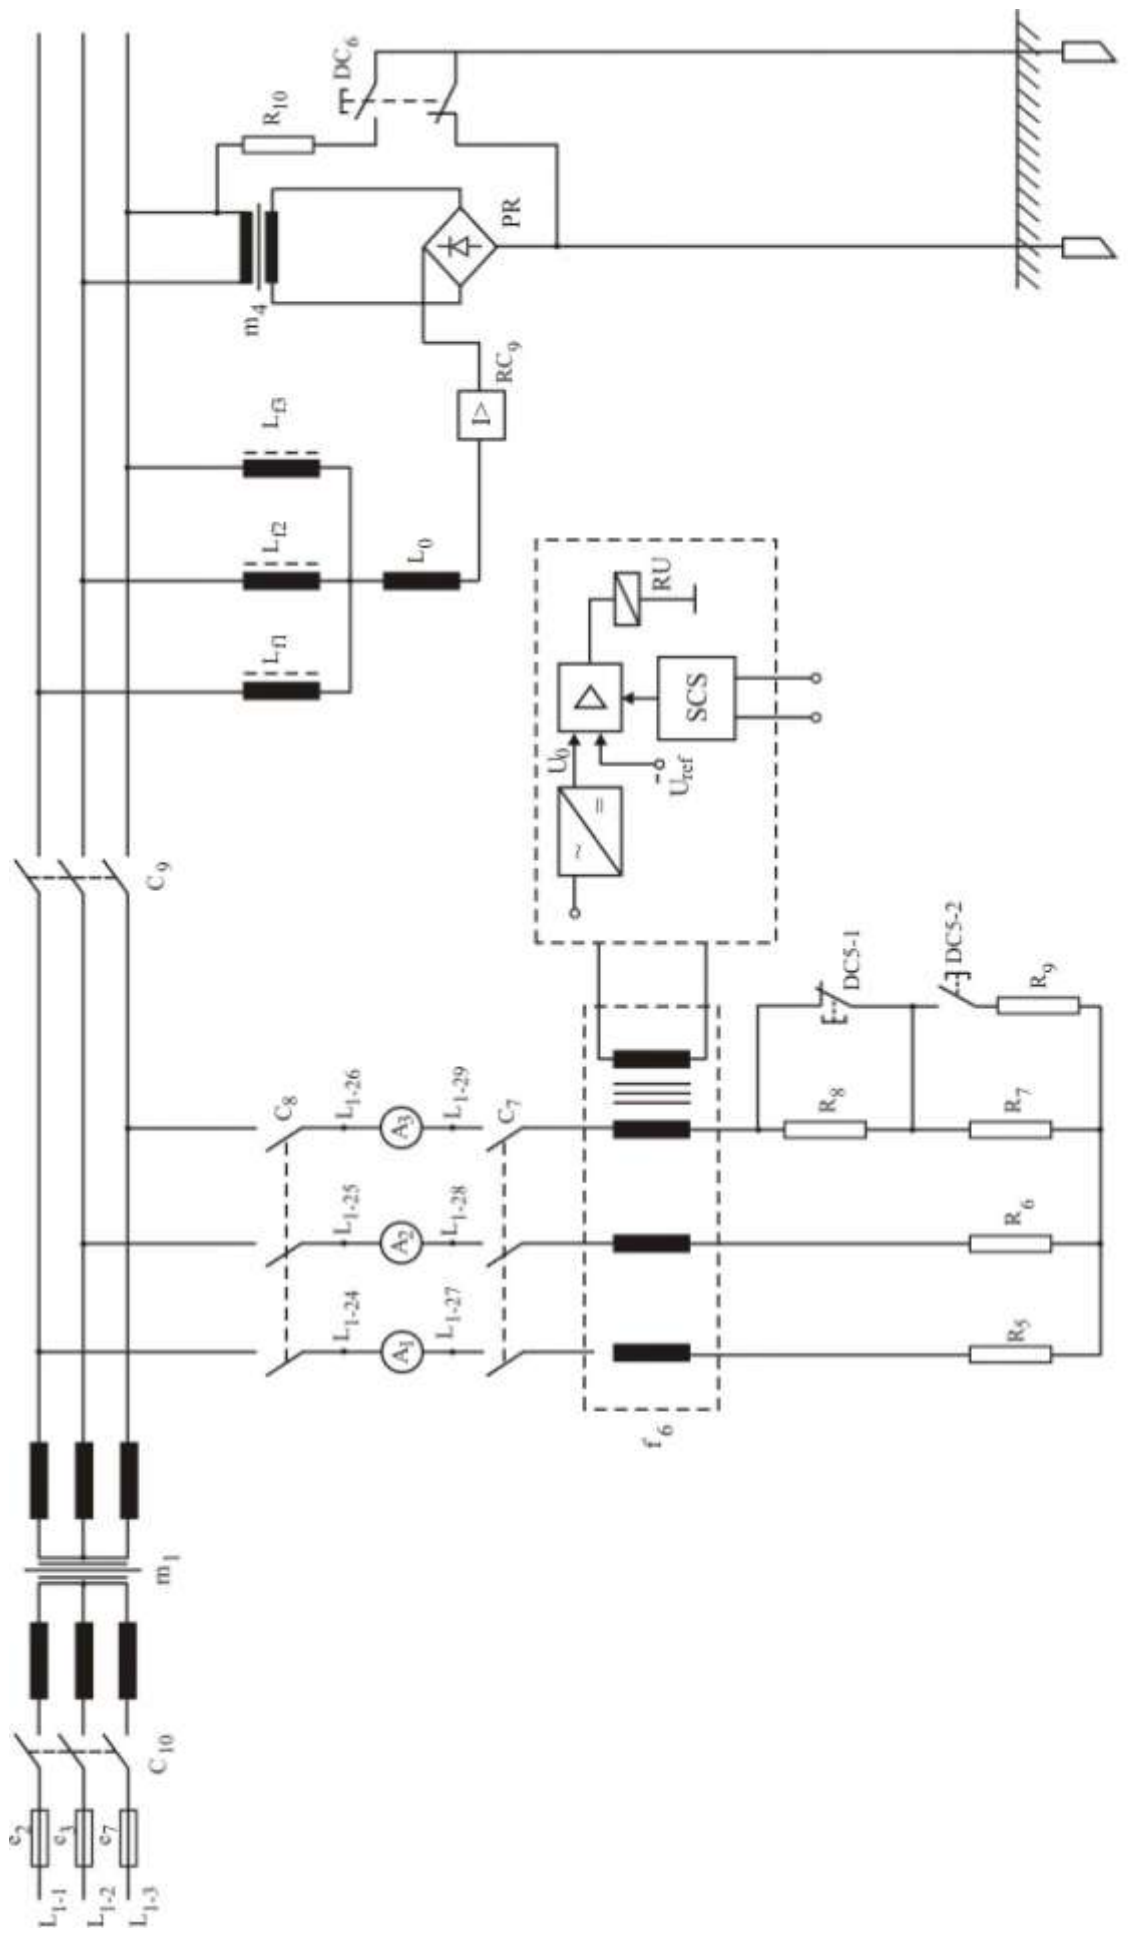 L1-1
L1-2
L1-3
e2
e3
e7
C10
m1
C9
C8
C7
L1-24
L1-25
L1-26
A1
A2
A3
L1-27
L1-28
L1-29
f6
R5
R6
R7
R8
R9
DC5-1
DC5-2
~
=
U0
Uref
SCS
RU
Lf1
Lf2
Lf3
L0
I>
RC9
m4
PR
R10
DC6